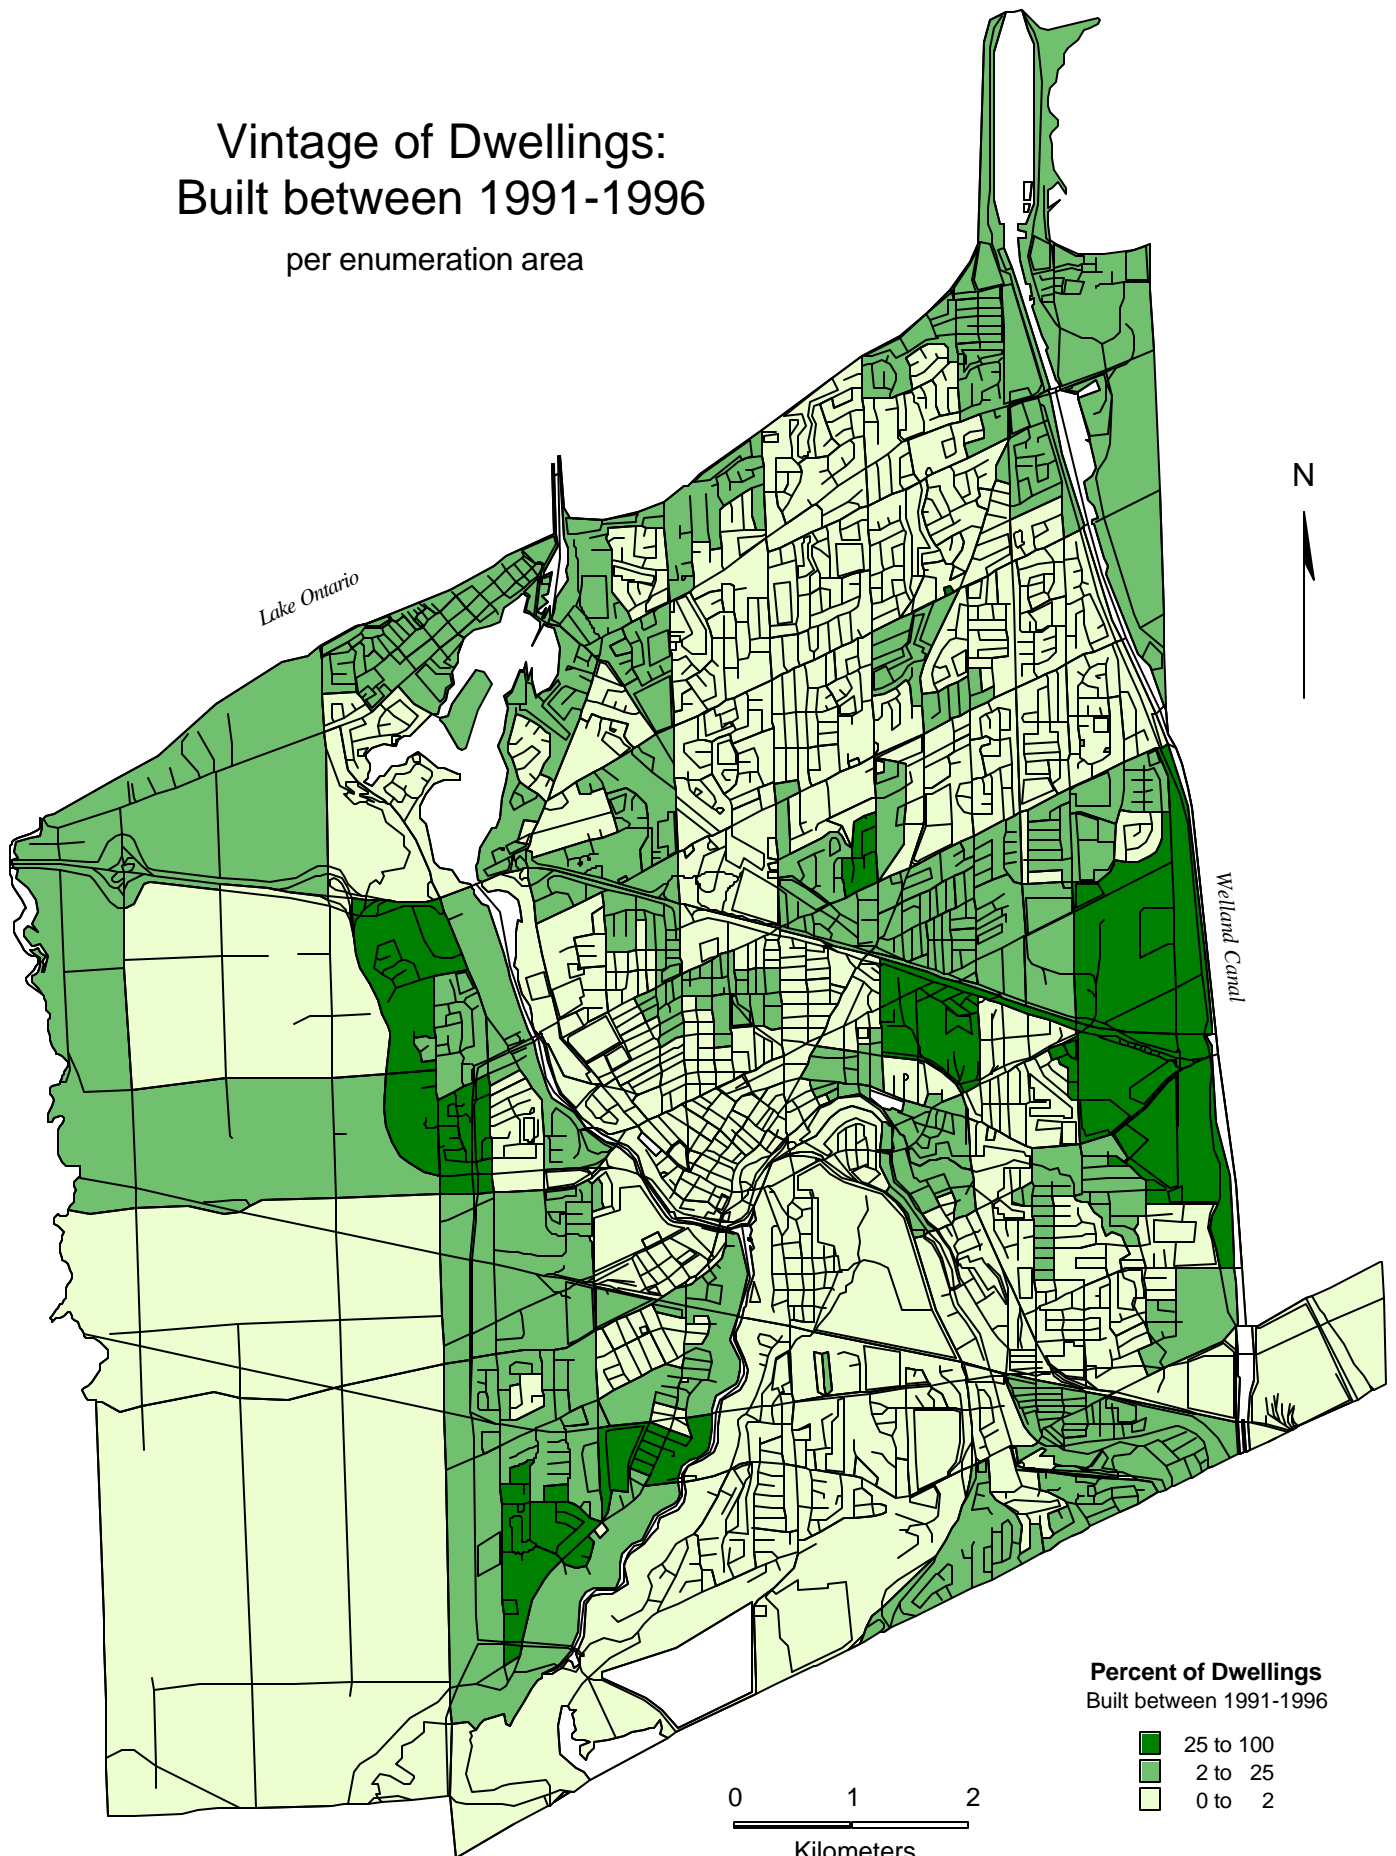 Vintage of Dwellings:
Built between 1991-1996
per enumeration area
N
Lake Ontario
Welland Canal
Percent of Dwellings
Built between 1991-1996
25 to 100
2 to 25
0 to 2
0 1 2
Kilometers